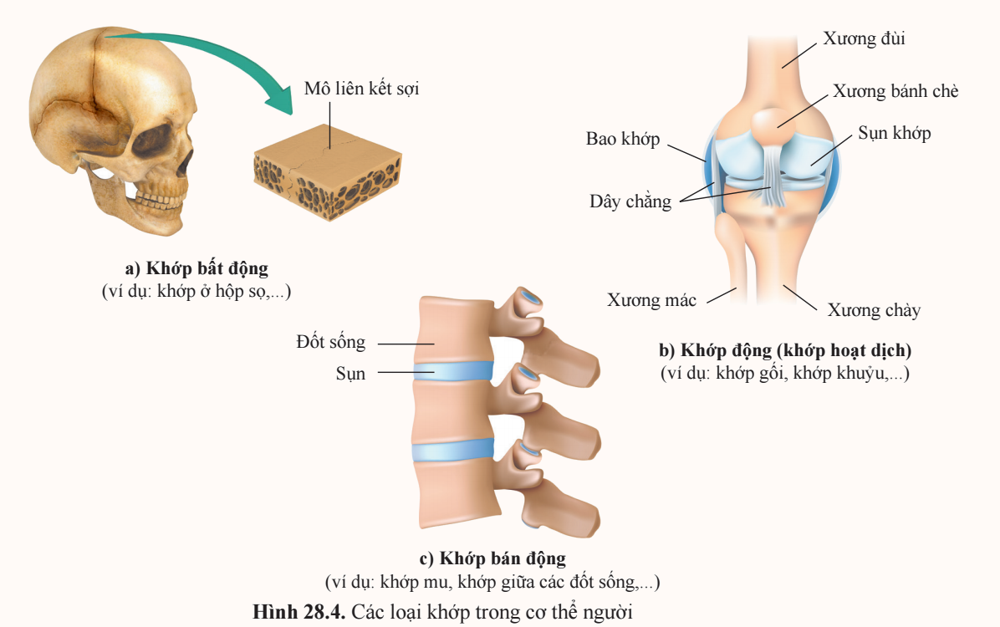 Mô liên kết sợi
a) Khớp bất động
(ví dụ: khớp ở hộp sọ,...)
Xương đùi
Xương bánh chè
Bao khớp
Sụn khớp
Dây chằng
Xương mác
Xương chày
b) Khớp động (khớp hoạt dịch)
(ví dụ: khớp gối, khớp khuỷu,...)
Đốt sống
Sụn
c) Khớp bán động
(ví dụ: khớp mu, khớp giữa các đốt sống,...)
Hình 28.4. Các loại khớp trong cơ thể người